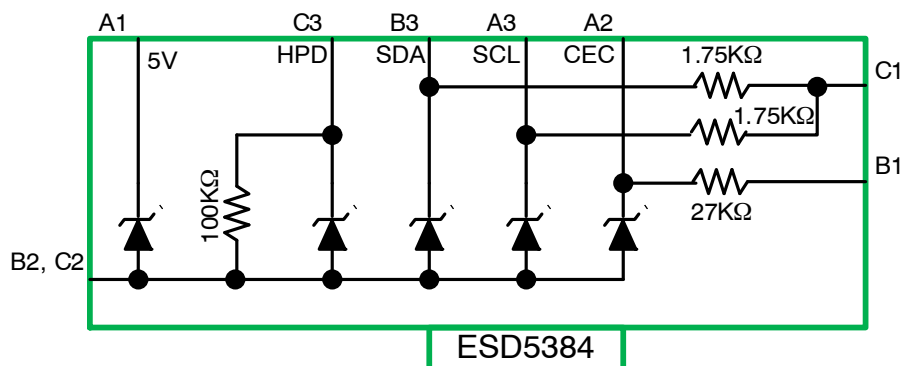 A1 C3 B3 A3 A2
5V HPD SDA SCL CEC 1.75KΩ
C1
1.75KΩ
B1
100KΩ
27KΩ
B2, C2
ESD5384